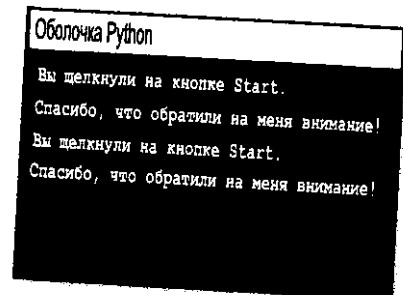 Оболочка Python
Вы щелкнули на кнопке Start.
Спасибо, что обратили на меня внимание!
Вы щелкнули на кнопке Start.
Спасибо, что обратили на меня внимание!